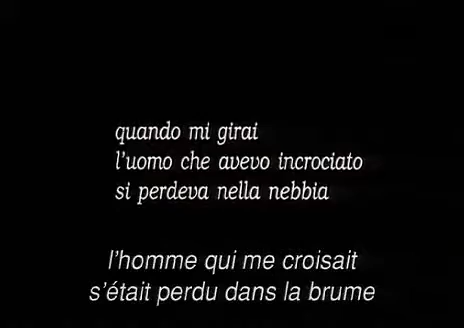 quando mi girai
l'uomo che avevo incrociato
si perdeva nella nebbia
l'homme qui me croisait
s'était perdu dans la brume